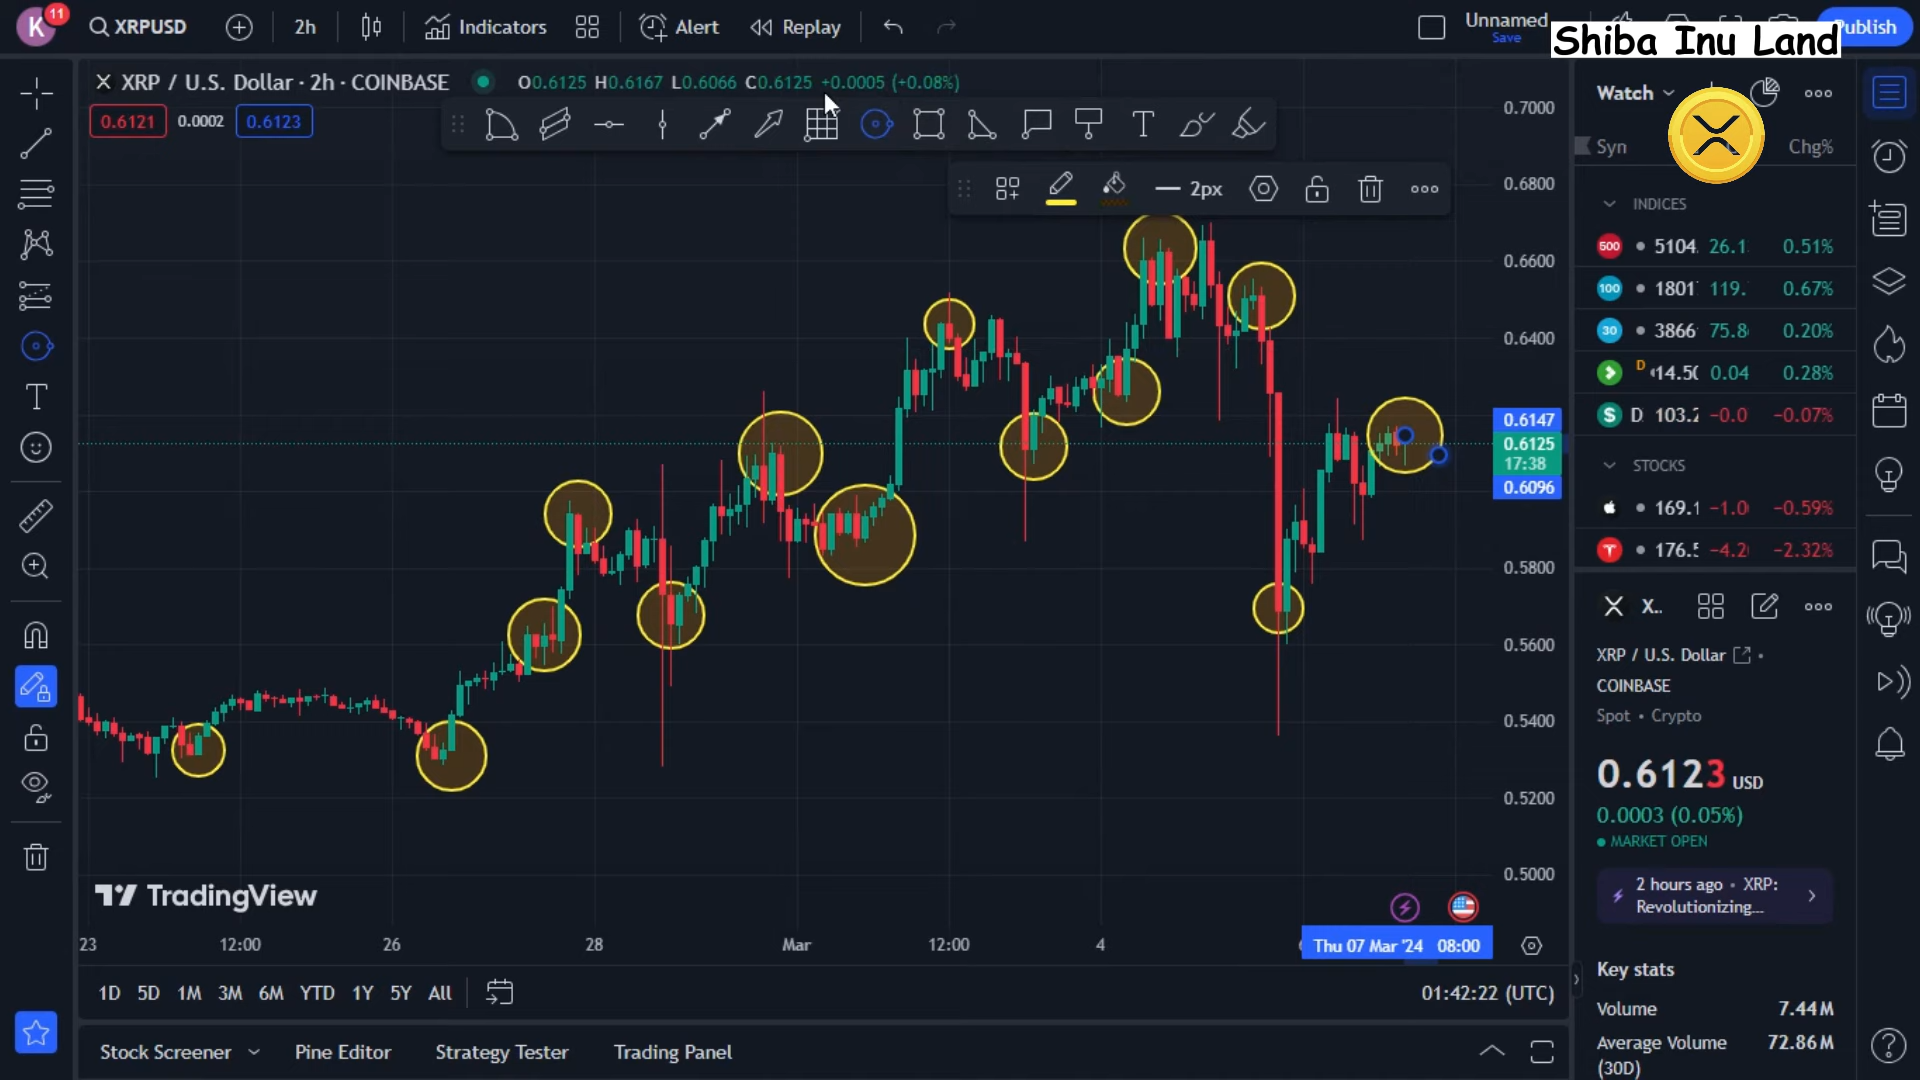 K
11
XRPUSD
2h
Indicators
Alert
Replay
Unnamed
Save
Publish
Shiba Inu Land
XRP / U.S. Dollar · 2h · COINBASE
O0.6125 H0.6167 L0.6066 C0.6125 +0.0005 (+0.08%)
0.6121 0.0002 0.6123
2px
0.7000
0.6800
0.6600
0.6400
0.6147
0.6125
17:38
0.6096
0.5800
0.5600
0.5400
0.5200
0.5000
TradingView
23 12:00 26 28 Mar 12:00 4 Thu 07 Mar '24 08:00
1D 5D 1M 3M 6M YTD 1Y 5Y All
01:42:22 (UTC)
Stock Screener Pine Editor Strategy Tester Trading Panel
Watch
Syn Chg%
INDICES
500 5104. 26.1 0.51%
100 1801 119. 0.67%
30 3866 75.8 0.20%
D 14.50 0.04 0.28%
$ D 103.2 −0.0 −0.07%
STOCKS
169.1 −1.0 −0.59%
176.5 −4.2 −2.32%
X..
XRP / U.S. Dollar
COINBASE
Spot • Crypto
0.6123 USD
0.0003 (0.05%)
MARKET OPEN
2 hours ago • XRP:
Revolutionizing...
Key stats
Volume 7.44M
Average Volume 72.86M
(30D)